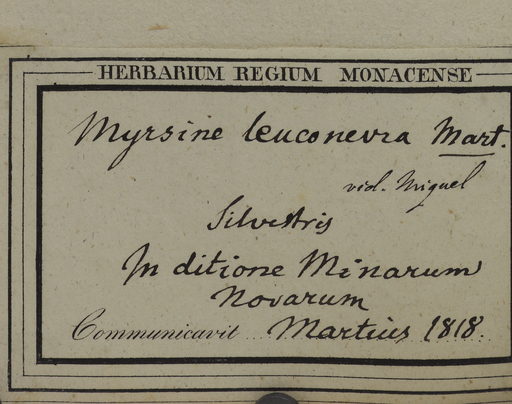 HERBARIUM REGIUM MONACENSE
Myrsine leuconevra Mart.
vid. Miquel
Silvestris
In ditione Minarum
Novarum
Communicavit Martius 1818.